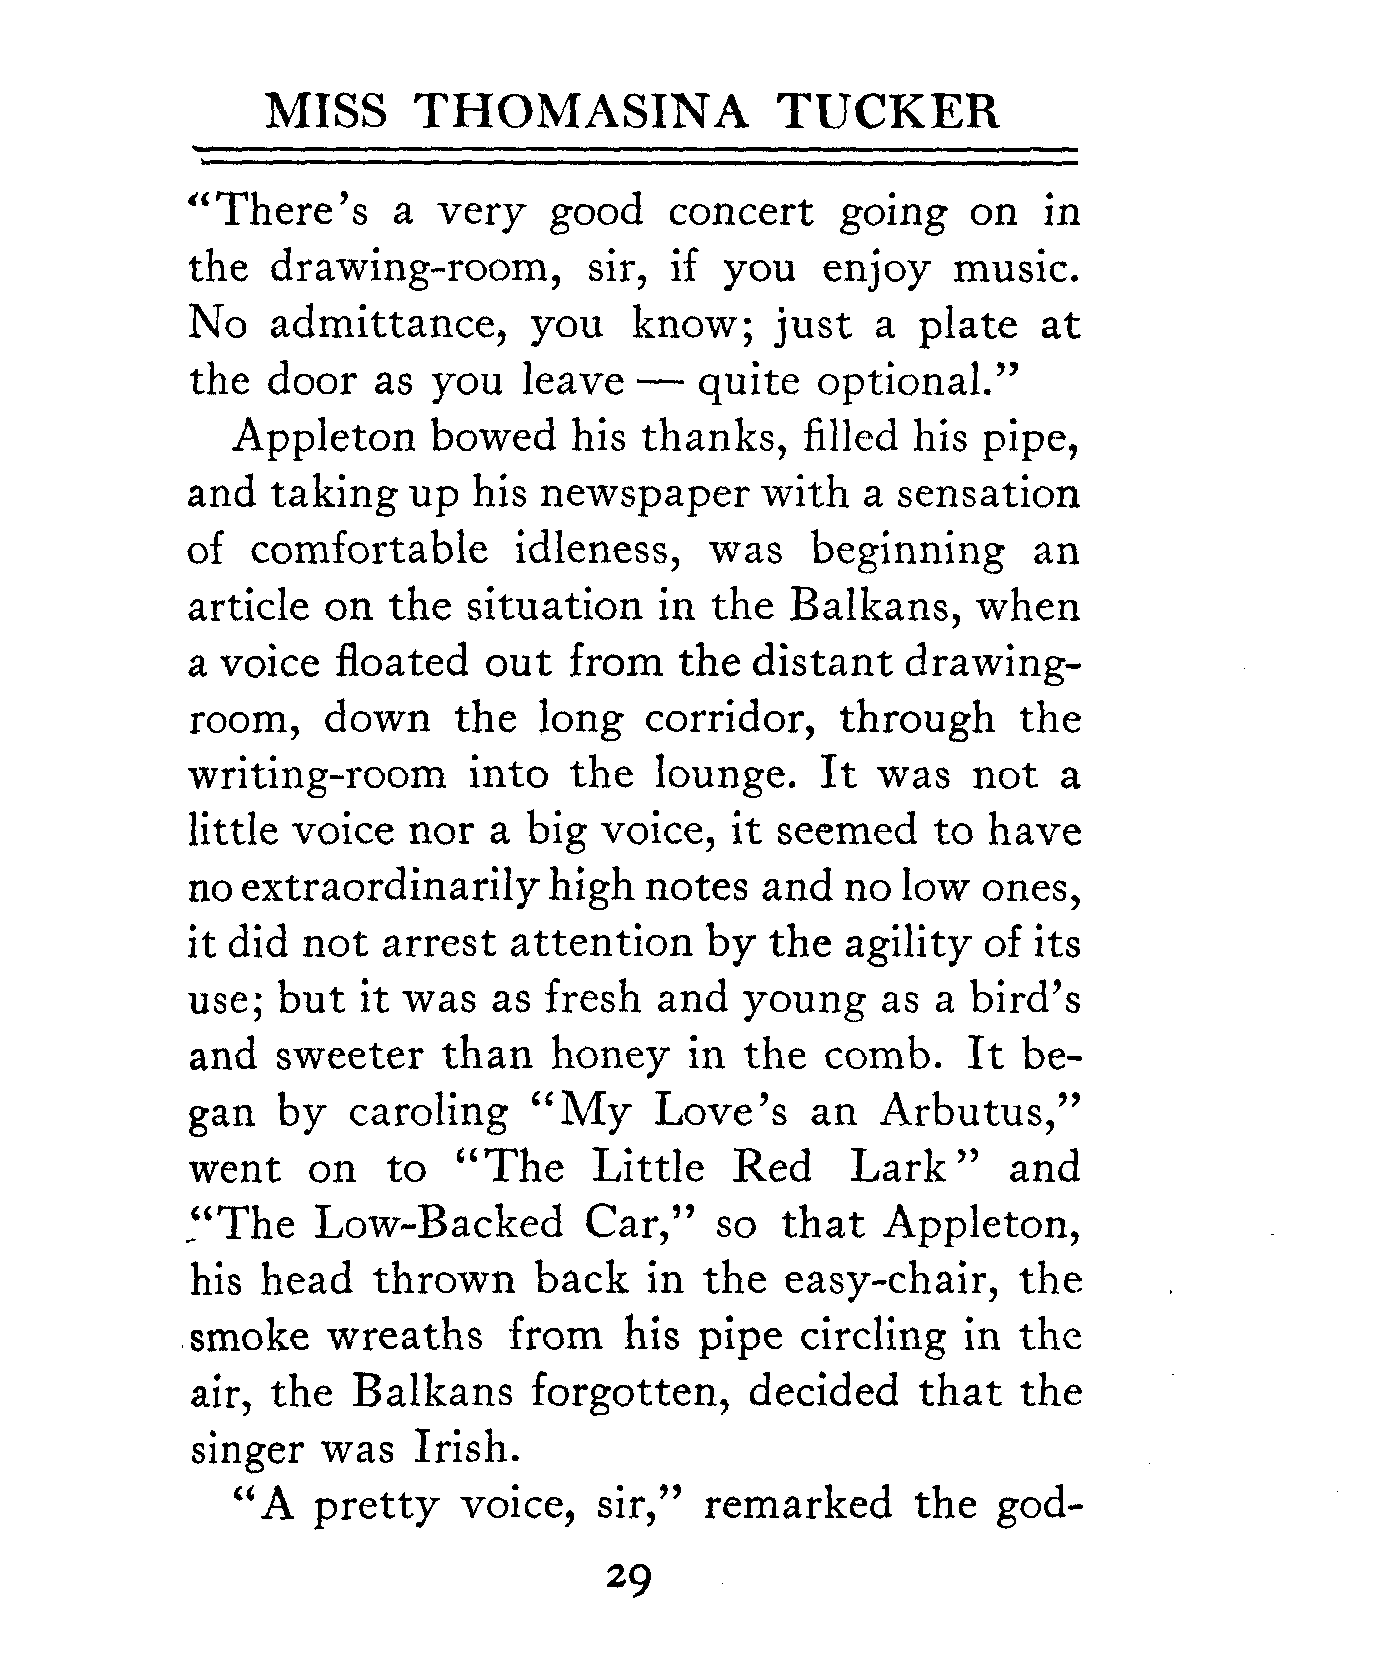 MISS THOMASINA TUCKER
“There’s a very good concert going on in
the drawing-room, sir, if you enjoy music.
No admittance, you know; just a plate at
the door as you leave — quite optional.”
Appleton bowed his thanks, filled his pipe,
and taking up his newspaper with a sensation
of comfortable idleness, was beginning an
article on the situation in the Balkans, when
a voice floated out from the distant drawing-
room, down the long corridor, through the
writing-room into the lounge. It was not a
little voice nor a big voice, it seemed to have
no extraordinarily high notes and no low ones,
it did not arrest attention by the agility of its
use; but it was as fresh and young as a bird’s
and sweeter than honey in the comb. It be-
gan by caroling “My Love’s an Arbutus,”
went on to “The Little Red Lark” and
“The Low-Backed Car,” so that Appleton,
his head thrown back in the easy-chair, the
smoke wreaths from his pipe circling in the
air, the Balkans forgotten, decided that the
singer was Irish.
“A pretty voice, sir,” remarked the god-
29